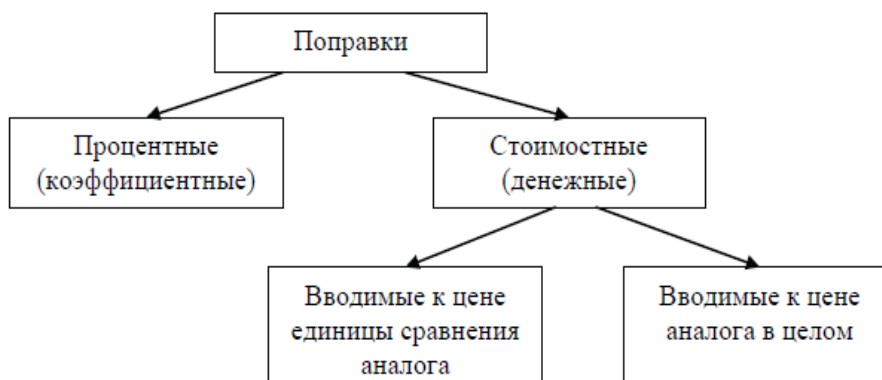 Поправки
Процентные
(коэффициентные)
Стоимостные
(денежные)
Вводимые к цене
единицы сравнения
аналога
Вводимые к цене
аналога в целом